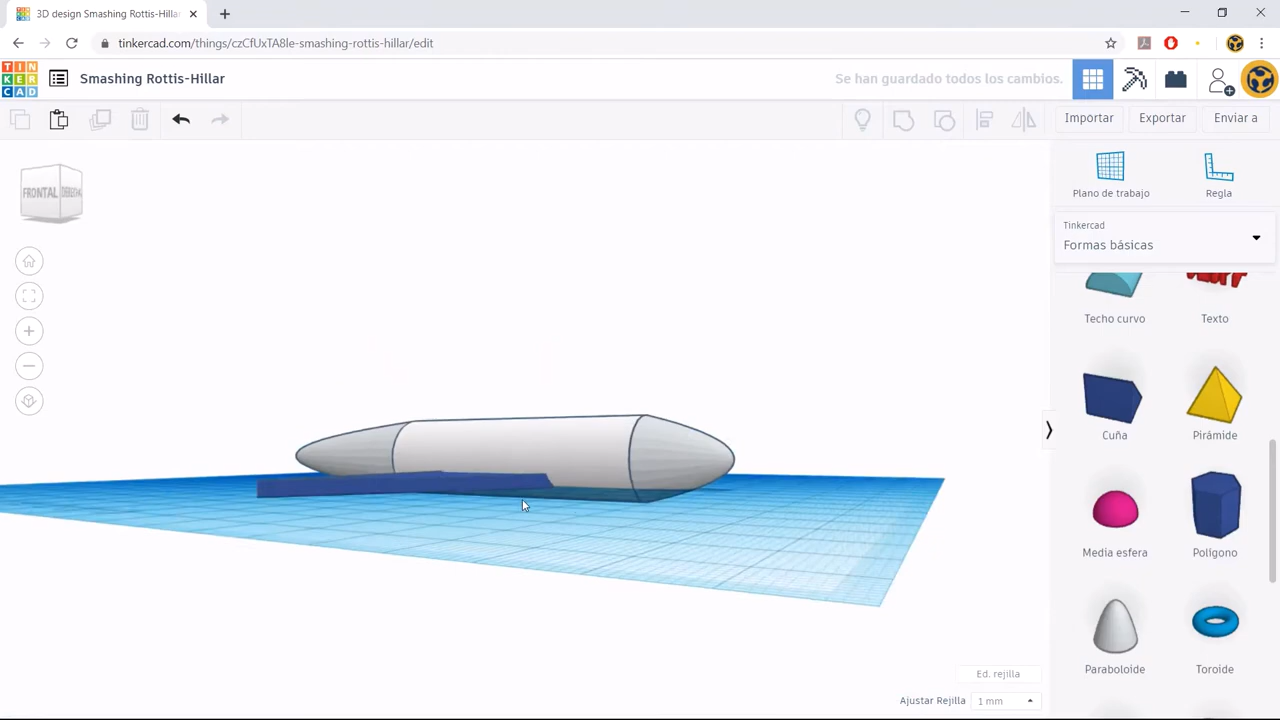 3D design Smashing Rottis-Hillar
tinkercad.com/things/czCfUxTA8le-smashing-rottis-hillar/edit
TIN
KER
CAD
Smashing Rottis-Hillar
Se han guardado todos los cambios.
Importar
Exportar
Enviar a
FRONTAL
Plano de trabajo
Regla
Tinkercad
Formas básicas
Techo curvo
Texto
Cuña
Pirámide
Media esfera
Polígono
Paraboloide
Toroide
Ed. rejilla
Ajustar Rejilla
1 mm